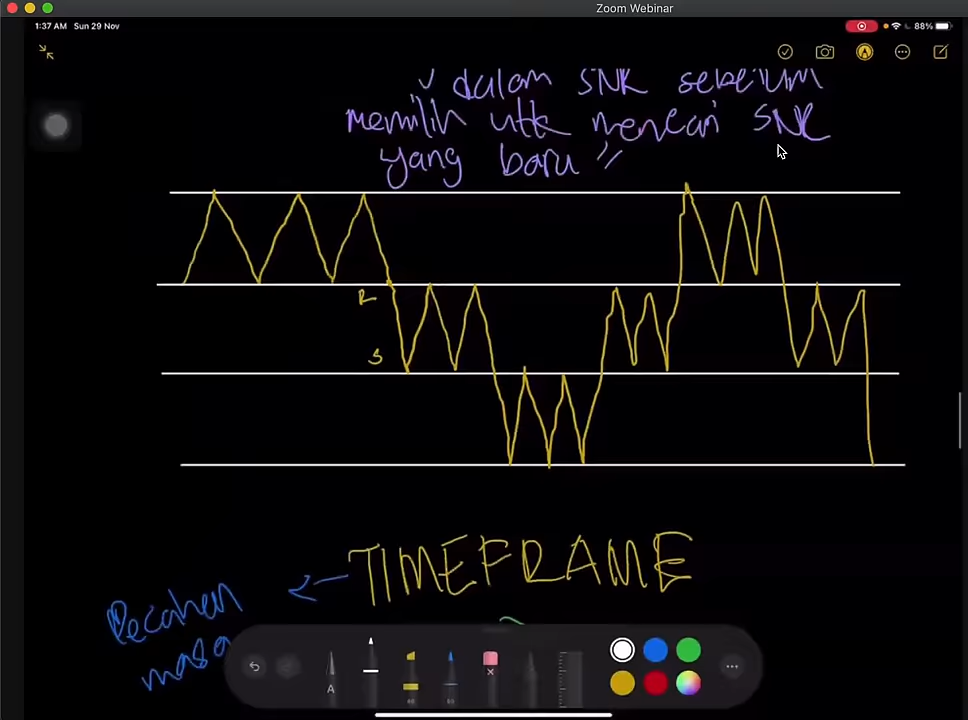 Zoom Webinar
1:37 AM Sun 29 Nov
88%
dalam SNR sebelum
memilih utk mencari SNR
yang baru "
R
S
TIMEFRAME
Pecahan
masa
A